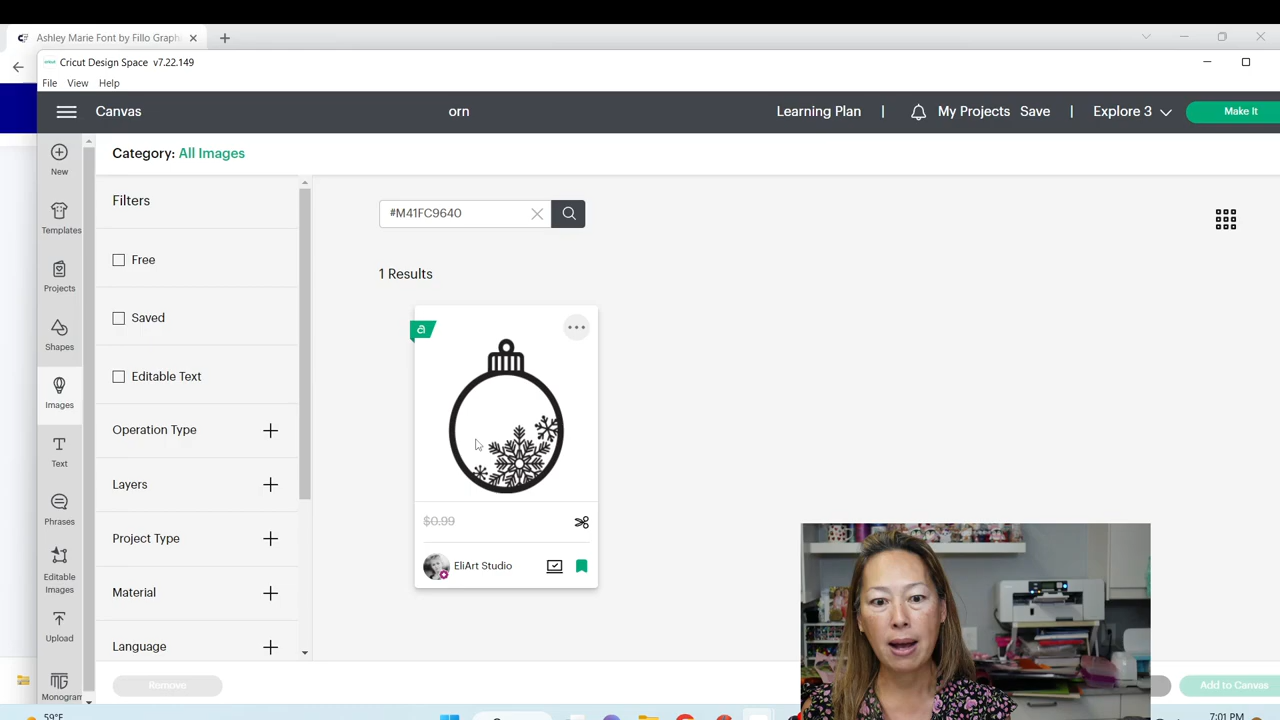 Ashley Marie Font by Fillo Graph
Cricut Design Space v7.22.149
File View Help
Canvas
orn
Learning Plan | My Projects Save | Explore 3
Make It
New
Templates
Projects
Shapes
Images
Text
Phrases
Editable
Images
Upload
Monogram
Category: All Images
Filters
Free
Saved
Editable Text
Operation Type
Layers
Project Type
Material
Language
Remove
#M41FC9640
1 Results
a
$0.99
EliArt Studio
Add to Canvas
59°F
7:01 PM